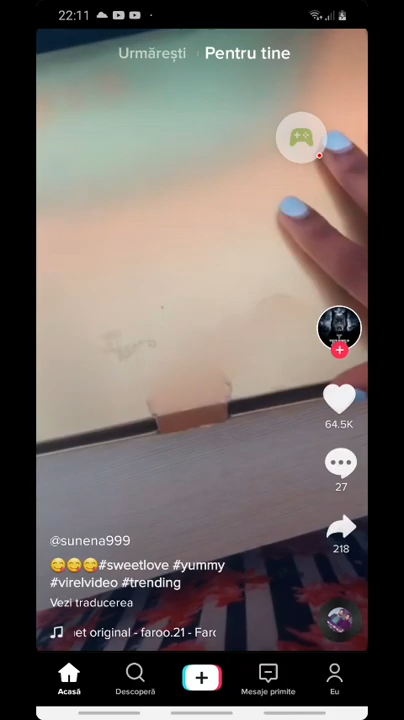 22:11
Urmărești Pentru tine
64.5K
27
218
@sunena999
🥰🥰🥰#sweetlove #yummy
#virelvideo #trending
Vezi traducerea
et original - faroo.21 - Far
Acasă Descoperă Mesaje primite Eu